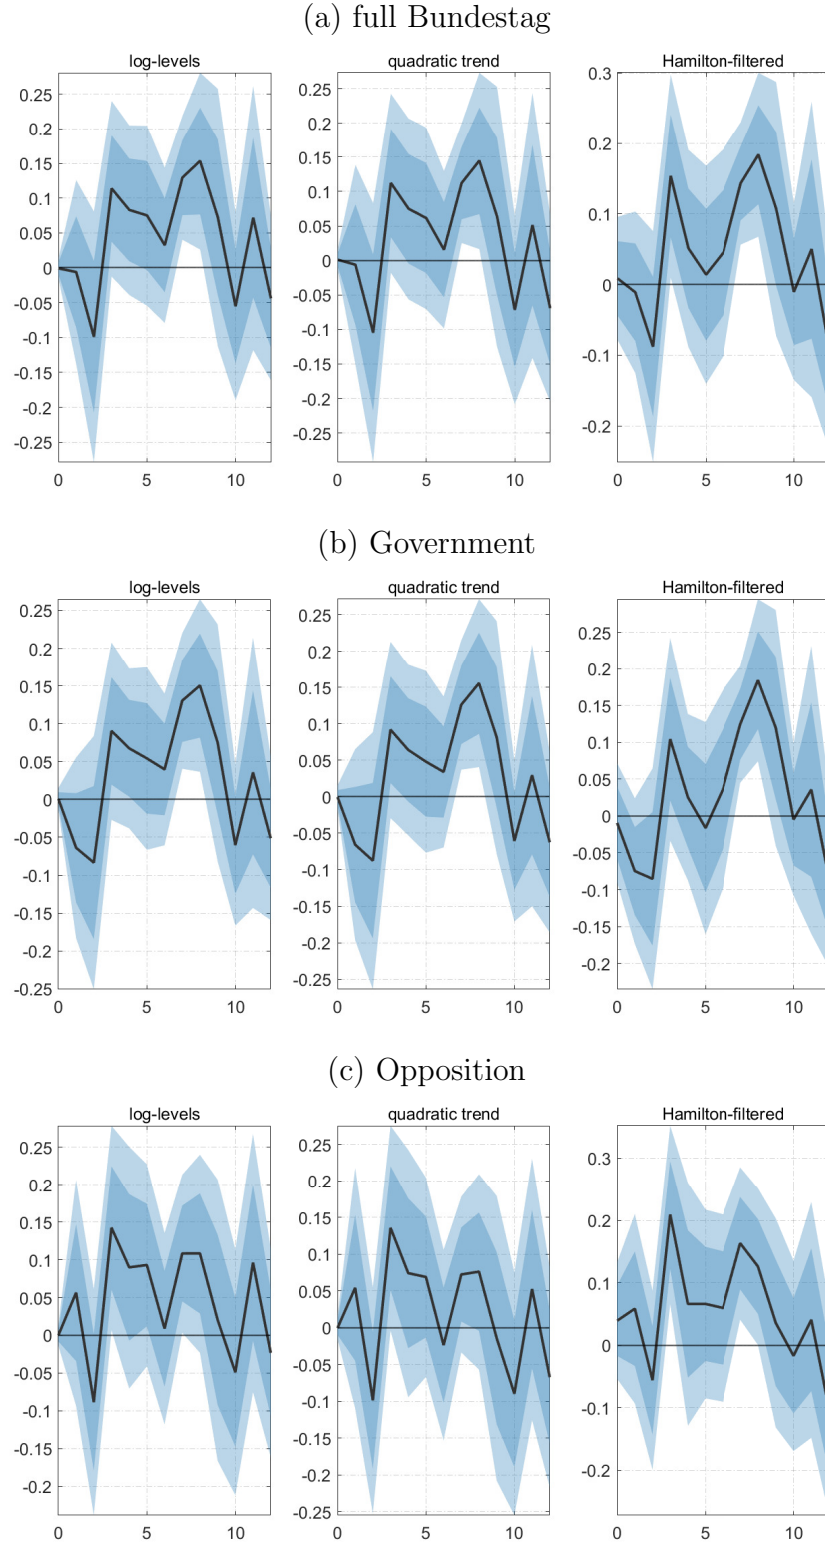 (a) full Bundestag
log-levels quadratic trend Hamilton-filtered
0.25 0.2 0.15 0.1 0.05 0 -0.05 -0.1 -0.15 -0.2 -0.25
0.25 0.2 0.15 0.1 0.05 0 -0.05 -0.1 -0.15 -0.2 -0.25
0.3 0.2 0.1 0 -0.1 -0.2
0 5 10 0 5 10 0 5 10
(b) Government
log-levels quadratic trend Hamilton-filtered
0.25 0.2 0.15 0.1 0.05 0 -0.05 -0.1 -0.15 -0.2 -0.25
0.25 0.2 0.15 0.1 0.05 0 -0.05 -0.1 -0.15 -0.2 -0.25
0.25 0.2 0.15 0.1 0.05 0 -0.05 -0.1 -0.15 -0.2
0 5 10 0 5 10 0 5 10
(c) Opposition
log-levels quadratic trend Hamilton-filtered
0.25 0.2 0.15 0.1 0.05 0 -0.05 -0.1 -0.15 -0.2
0.25 0.2 0.15 0.1 0.05 0 -0.05 -0.1 -0.15 -0.2 -0.25
0.3 0.2 0.1 0 -0.1 -0.2
0 5 10 0 5 10 0 5 10